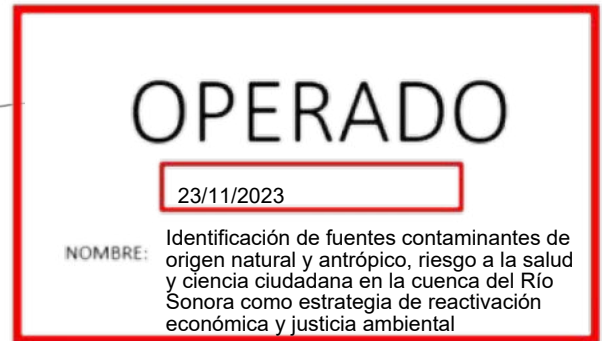 OPERADO
23/11/2023
NOMBRE: Identificación de fuentes contaminantes de
origen natural y antrópico, riesgo a la salud
y ciencia ciudadana en la cuenca del Río
Sonora como estrategia de reactivación
económica y justicia ambiental